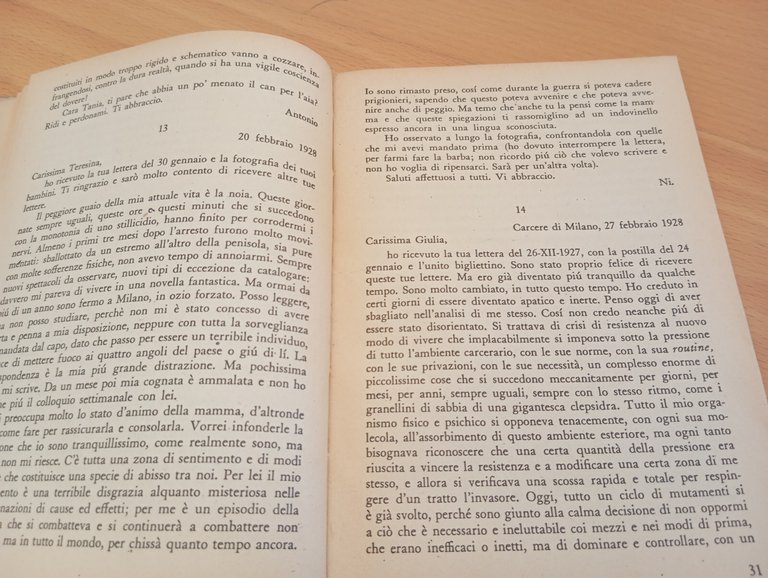 costituiti in modo troppo rigido e schematico vanno a cozzare, in-
frangendosi, contro la dura realtà, quando si ha una vigile coscienza
del dovere!
Cara Tania, ti pare che abbia un po' menato il can per l'aia?
Ridi e perdonami. Ti abbraccio.
Antonio
13
20 febbraio 1928
Carissima Teresina,
ho ricevuto la tua lettera del 30 gennaio e la fotografia dei tuoi
bambini. Ti ringrazio e sarò molto contento di ricevere altre tue
lettere.
Il peggiore guaio della mia attuale vita è la noia. Queste gior-
nate sempre uguali, queste ore e questi minuti che si succedono
con la monotonia di uno stillicidio, hanno finito per corrodermi i
nervi. Almeno i primi tre mesi dopo l'arresto furono molto movi-
mentati: sballottato da un estremo all'altro della penisola, sia pure
con molte sofferenze fisiche, non avevo tempo di annoiarmi. Sempre
nuovi spettacoli da osservare, nuovi tipi di eccezione da catalogare:
davvero mi pareva di vivere in una novella fantastica. Ma ormai da
piú di un anno sono fermo a Milano, in ozio forzato. Posso leggere,
non posso studiare, perchè non mi è stato concesso di avere
e penna a mia disposizione, neppure con tutta la sorveglianza
mandata dal capo, dato che passo per essere un terribile individuo,
ce di mettere fuoco ai quattro angoli del paese o giú di lí. La
spondenza è la mia piú grande distrazione. Ma pochissima
mi scrive. Da un mese poi mia cognata è ammalata e non ho
piú il colloquio settimanale con lei.
preoccupa molto lo stato d'animo della mamma, d'altronde
come fare per rassicurarla e consolarla. Vorrei infonderle la
one che io sono tranquillissimo, come realmente sono, ma
non mi riesce. C'è tutta una zona di sentimento e di modi
che costituisce una specie di abisso tra noi. Per lei il mio
ento è una terribile disgrazia alquanto misteriosa nelle
nazioni di cause ed effetti; per me è un episodio della
che si combatteva e si continuerà a combattere non
ma in tutto il mondo, per chissà quanto tempo ancora.
Io sono rimasto preso, cosí come durante la guerra si poteva cadere
prigionieri, sapendo che questo poteva avvenire e che poteva avve-
nire anche di peggio. Ma temo che anche tu la pensi come la mam-
ma e che queste spiegazioni ti rassomiglino ad un indovinello
espresso ancora in una lingua sconosciuta.
Ho osservato a lungo la fotografia, confrontandola con quelle
che mi avevi mandato prima (ho dovuto interrompere la lettera,
per farmi fare la barba; non ricordo piú ciò che volevo scrivere e
non ho voglia di ripensarci. Sarà per un'altra volta).
Saluti affettuosi a tutti. Vi abbraccio.
Ni.
14
Carcere di Milano, 27 febbraio 1928
Carissima Giulia,
ho ricevuto la tua lettera del 26-XII-1927, con la postilla del 24
gennaio e l'unito bigliettino. Sono stato proprio felice di ricevere
queste tue lettere. Ma ero già diventato piú tranquillo da qualche
tempo. Sono molto cambiato, in tutto questo tempo. Ho creduto in
certi giorni di essere diventato apatico e inerte. Penso oggi di aver
sbagliato nell'analisi di me stesso. Cosí non credo neanche piú di
essere stato disorientato. Si trattava di crisi di resistenza al nuovo
modo di vivere che implacabilmente si imponeva sotto la pressione
di tutto l'ambiente carcerario, con le sue norme, con la sua routine,
con le sue privazioni, con le sue necessità, un complesso enorme di
piccolissime cose che si succedono meccanicamente per giorni, per
mesi, per anni, sempre uguali, sempre con lo stesso ritmo, come i
granellini di sabbia di una gigantesca clepsidra. Tutto il mio orga-
nismo fisico e psichico si opponeva tenacemente, con ogni sua mo-
lecola, all'assorbimento di questo ambiente esteriore, ma ogni tanto
bisognava riconoscere che una certa quantità della pressione era
riuscita a vincere la resistenza e a modificare una certa zona di me
stesso, e allora si verificava una scossa rapida e totale per respin-
gere d'un tratto l'invasore. Oggi, tutto un ciclo di mutamenti si
è già svolto, perché sono giunto alla calma decisione di non oppormi
a ciò che è necessario e ineluttabile coi mezzi e nei modi di prima,
che erano inefficaci o inetti, ma di dominare e controllare, con un
31